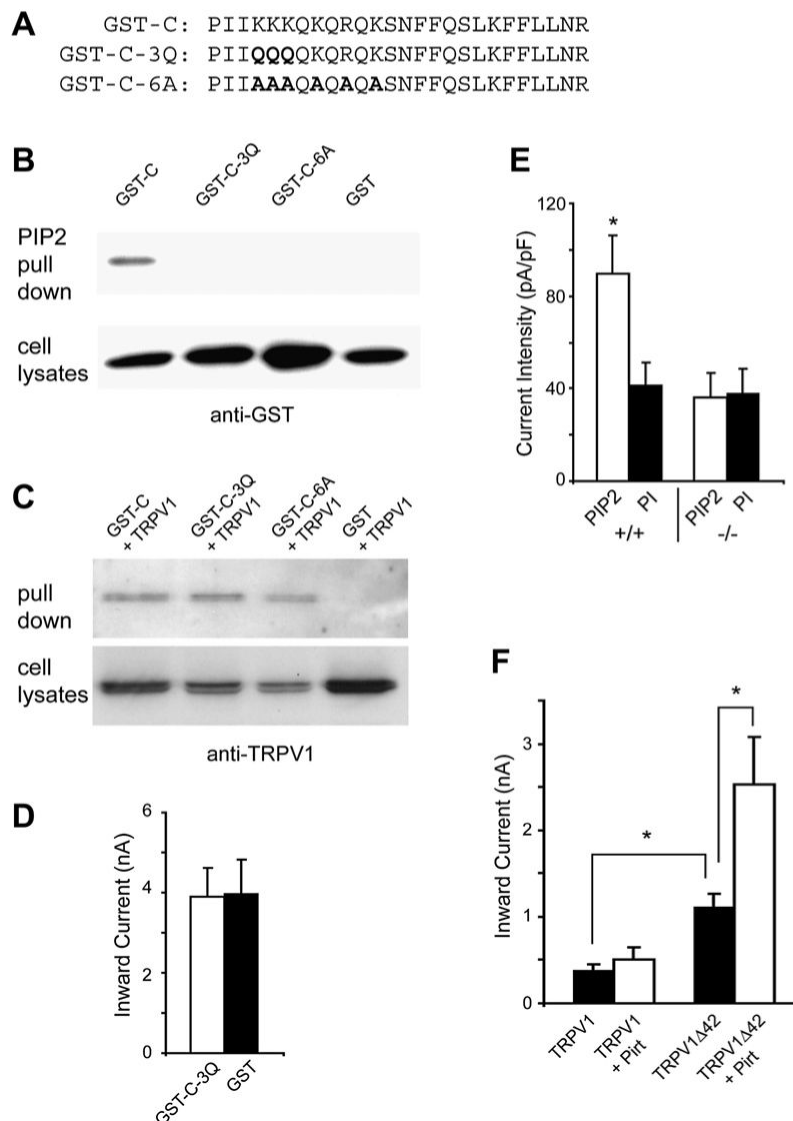 A
GST-C: PIIKKKQKQRQKSNFFQSLKFFLLNR
GST-C-3Q: PIIQQQQKQRQKSNFFQSLKFFLLNR
GST-C-6A: PIIAAAQAQAQASNFFQSLKFFLLNR
B
GST-C
GST-C-3Q
GST-C-6A
GST
PIP2
pull
down
cell
lysates
anti-GST
C
GST-C
+ TRPV1
GST-C-3Q
+ TRPV1
GST-C-6A
+ TRPV1
GST
+ TRPV1
pull
down
cell
lysates
anti-TRPV1
D
Inward Current (nA)
6
4
2
0
GST-C-3Q
GST
E
Current Intensity (pA/pF)
120
80
40
0
*
PIP2
PI
PIP2
PI
+/+
-/-
F
Inward Current (nA)
3
2
1
0
*
*
TRPV1
TRPV1
+ Pirt
TRPV1Δ42
TRPV1Δ42
+ Pirt